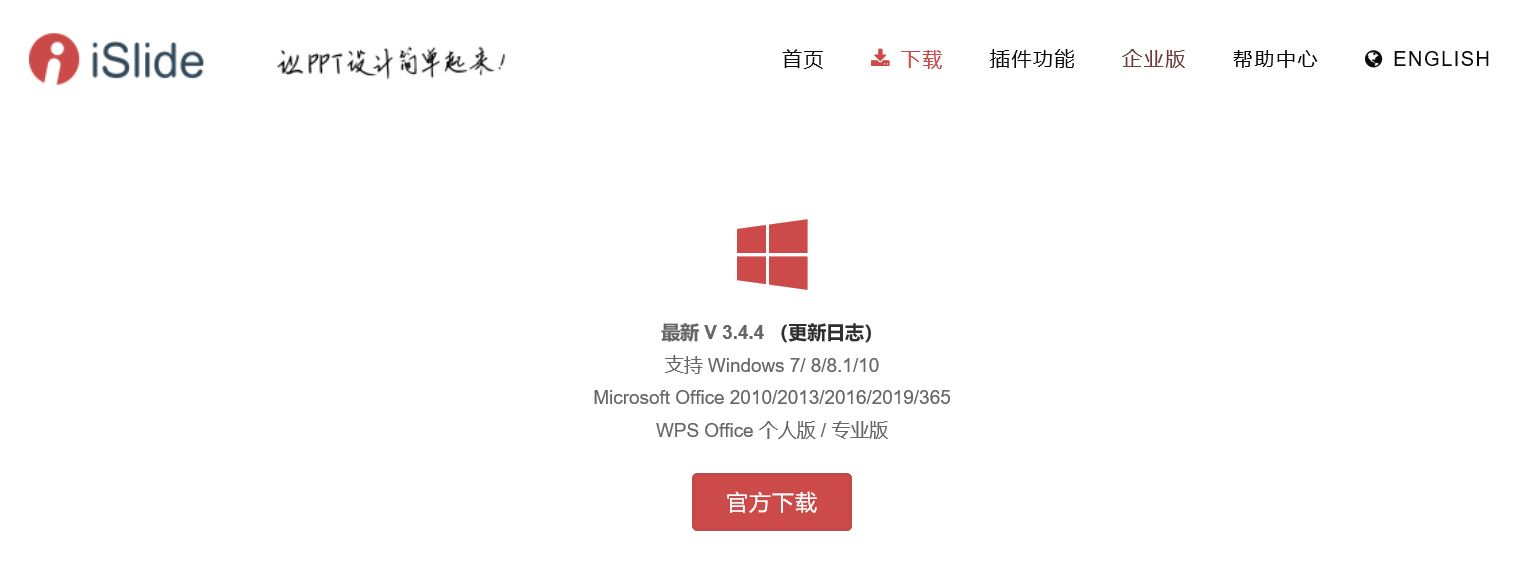 iSlide
让PPT设计简单起来!
首页 下载 插件功能 企业版 帮助中心 ENGLISH
最新 V 3.4.4 （更新日志）
支持 Windows 7/ 8/8.1/10
Microsoft Office 2010/2013/2016/2019/365
WPS Office 个人版 / 专业版
官方下载